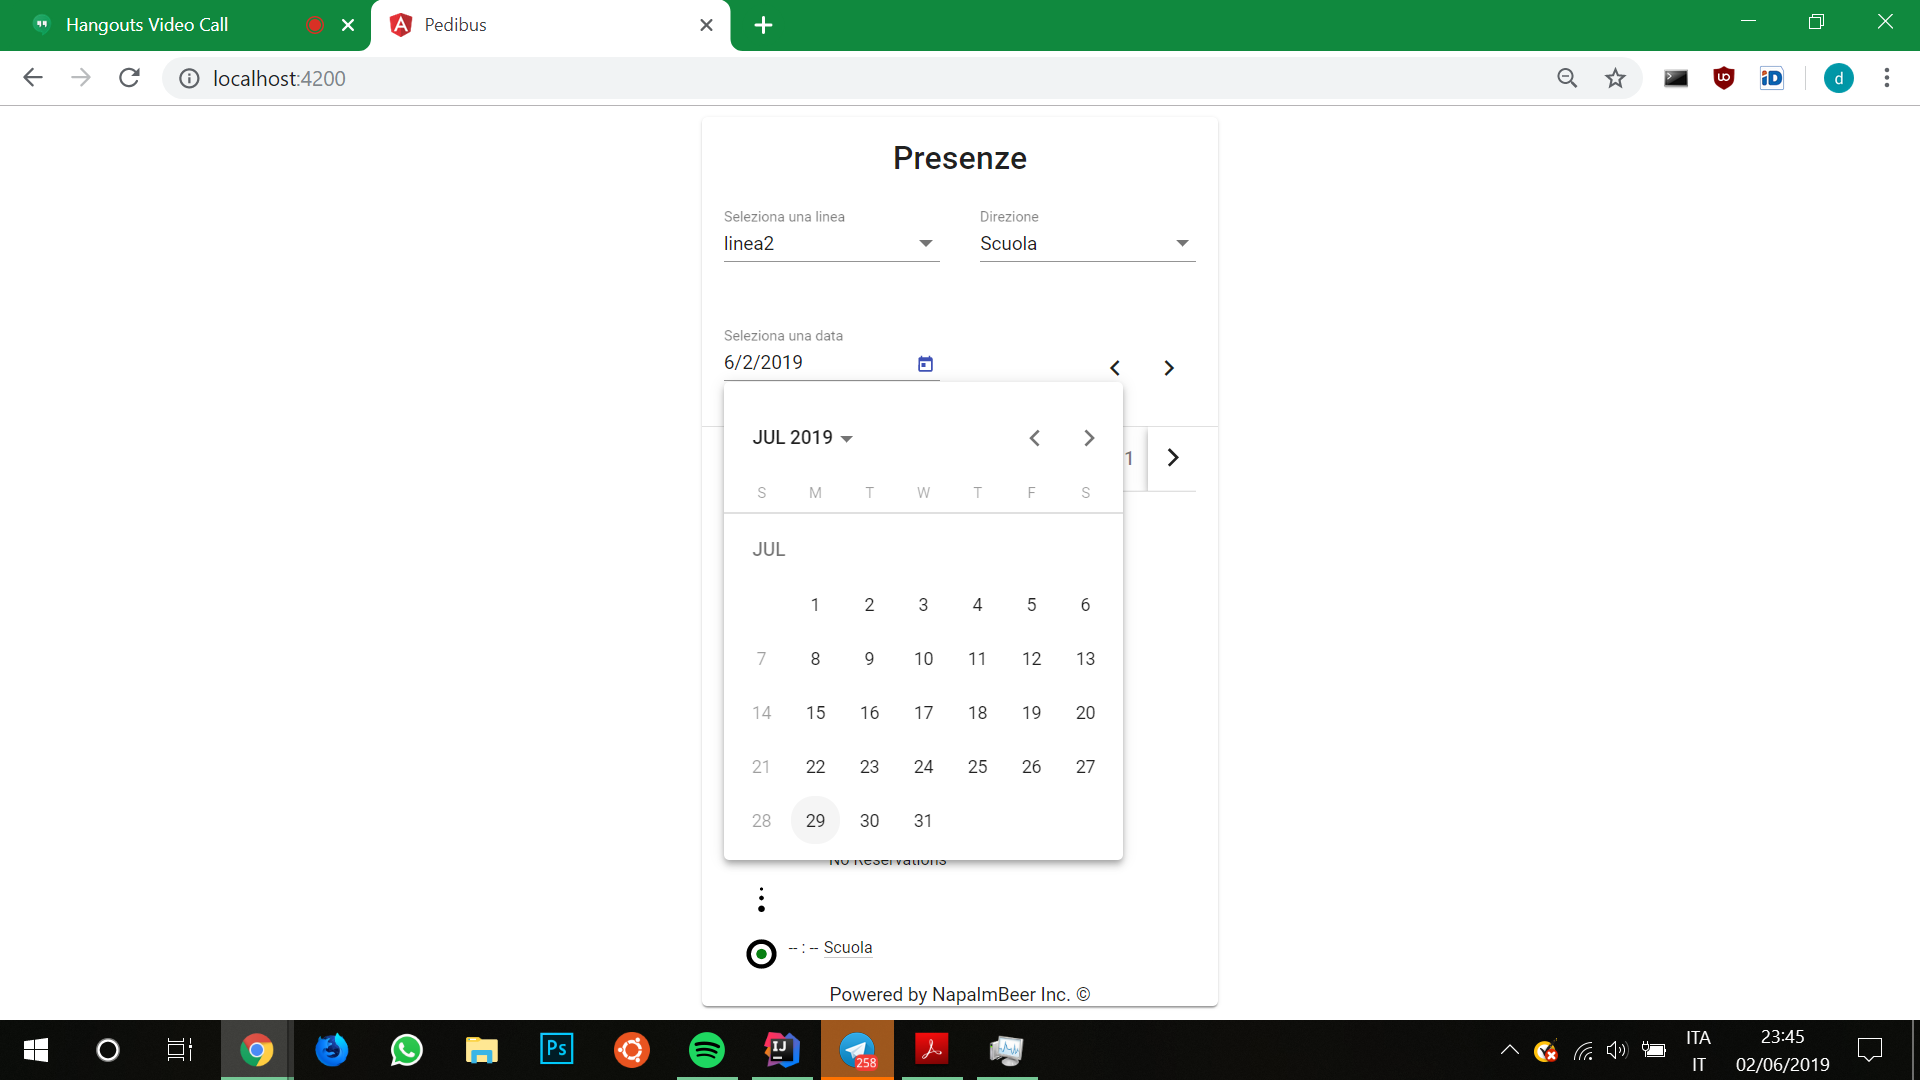 Hangouts Video Call
Pedibus
localhost:4200
d
Presenze
Seleziona una linea
linea2
Direzione
Scuola
Seleziona una data
6/2/2019
JUL 2019
1
S M T W T F S
JUL
1 2 3 4 5 6
7 8 9 10 11 12 13
14 15 16 17 18 19 20
21 22 23 24 25 26 27
28 29 30 31
No Reservations
-- : -- Scuola
Powered by NapalmBeer Inc. ©
Ps
IJ
258
ITA
IT
23:45
02/06/2019